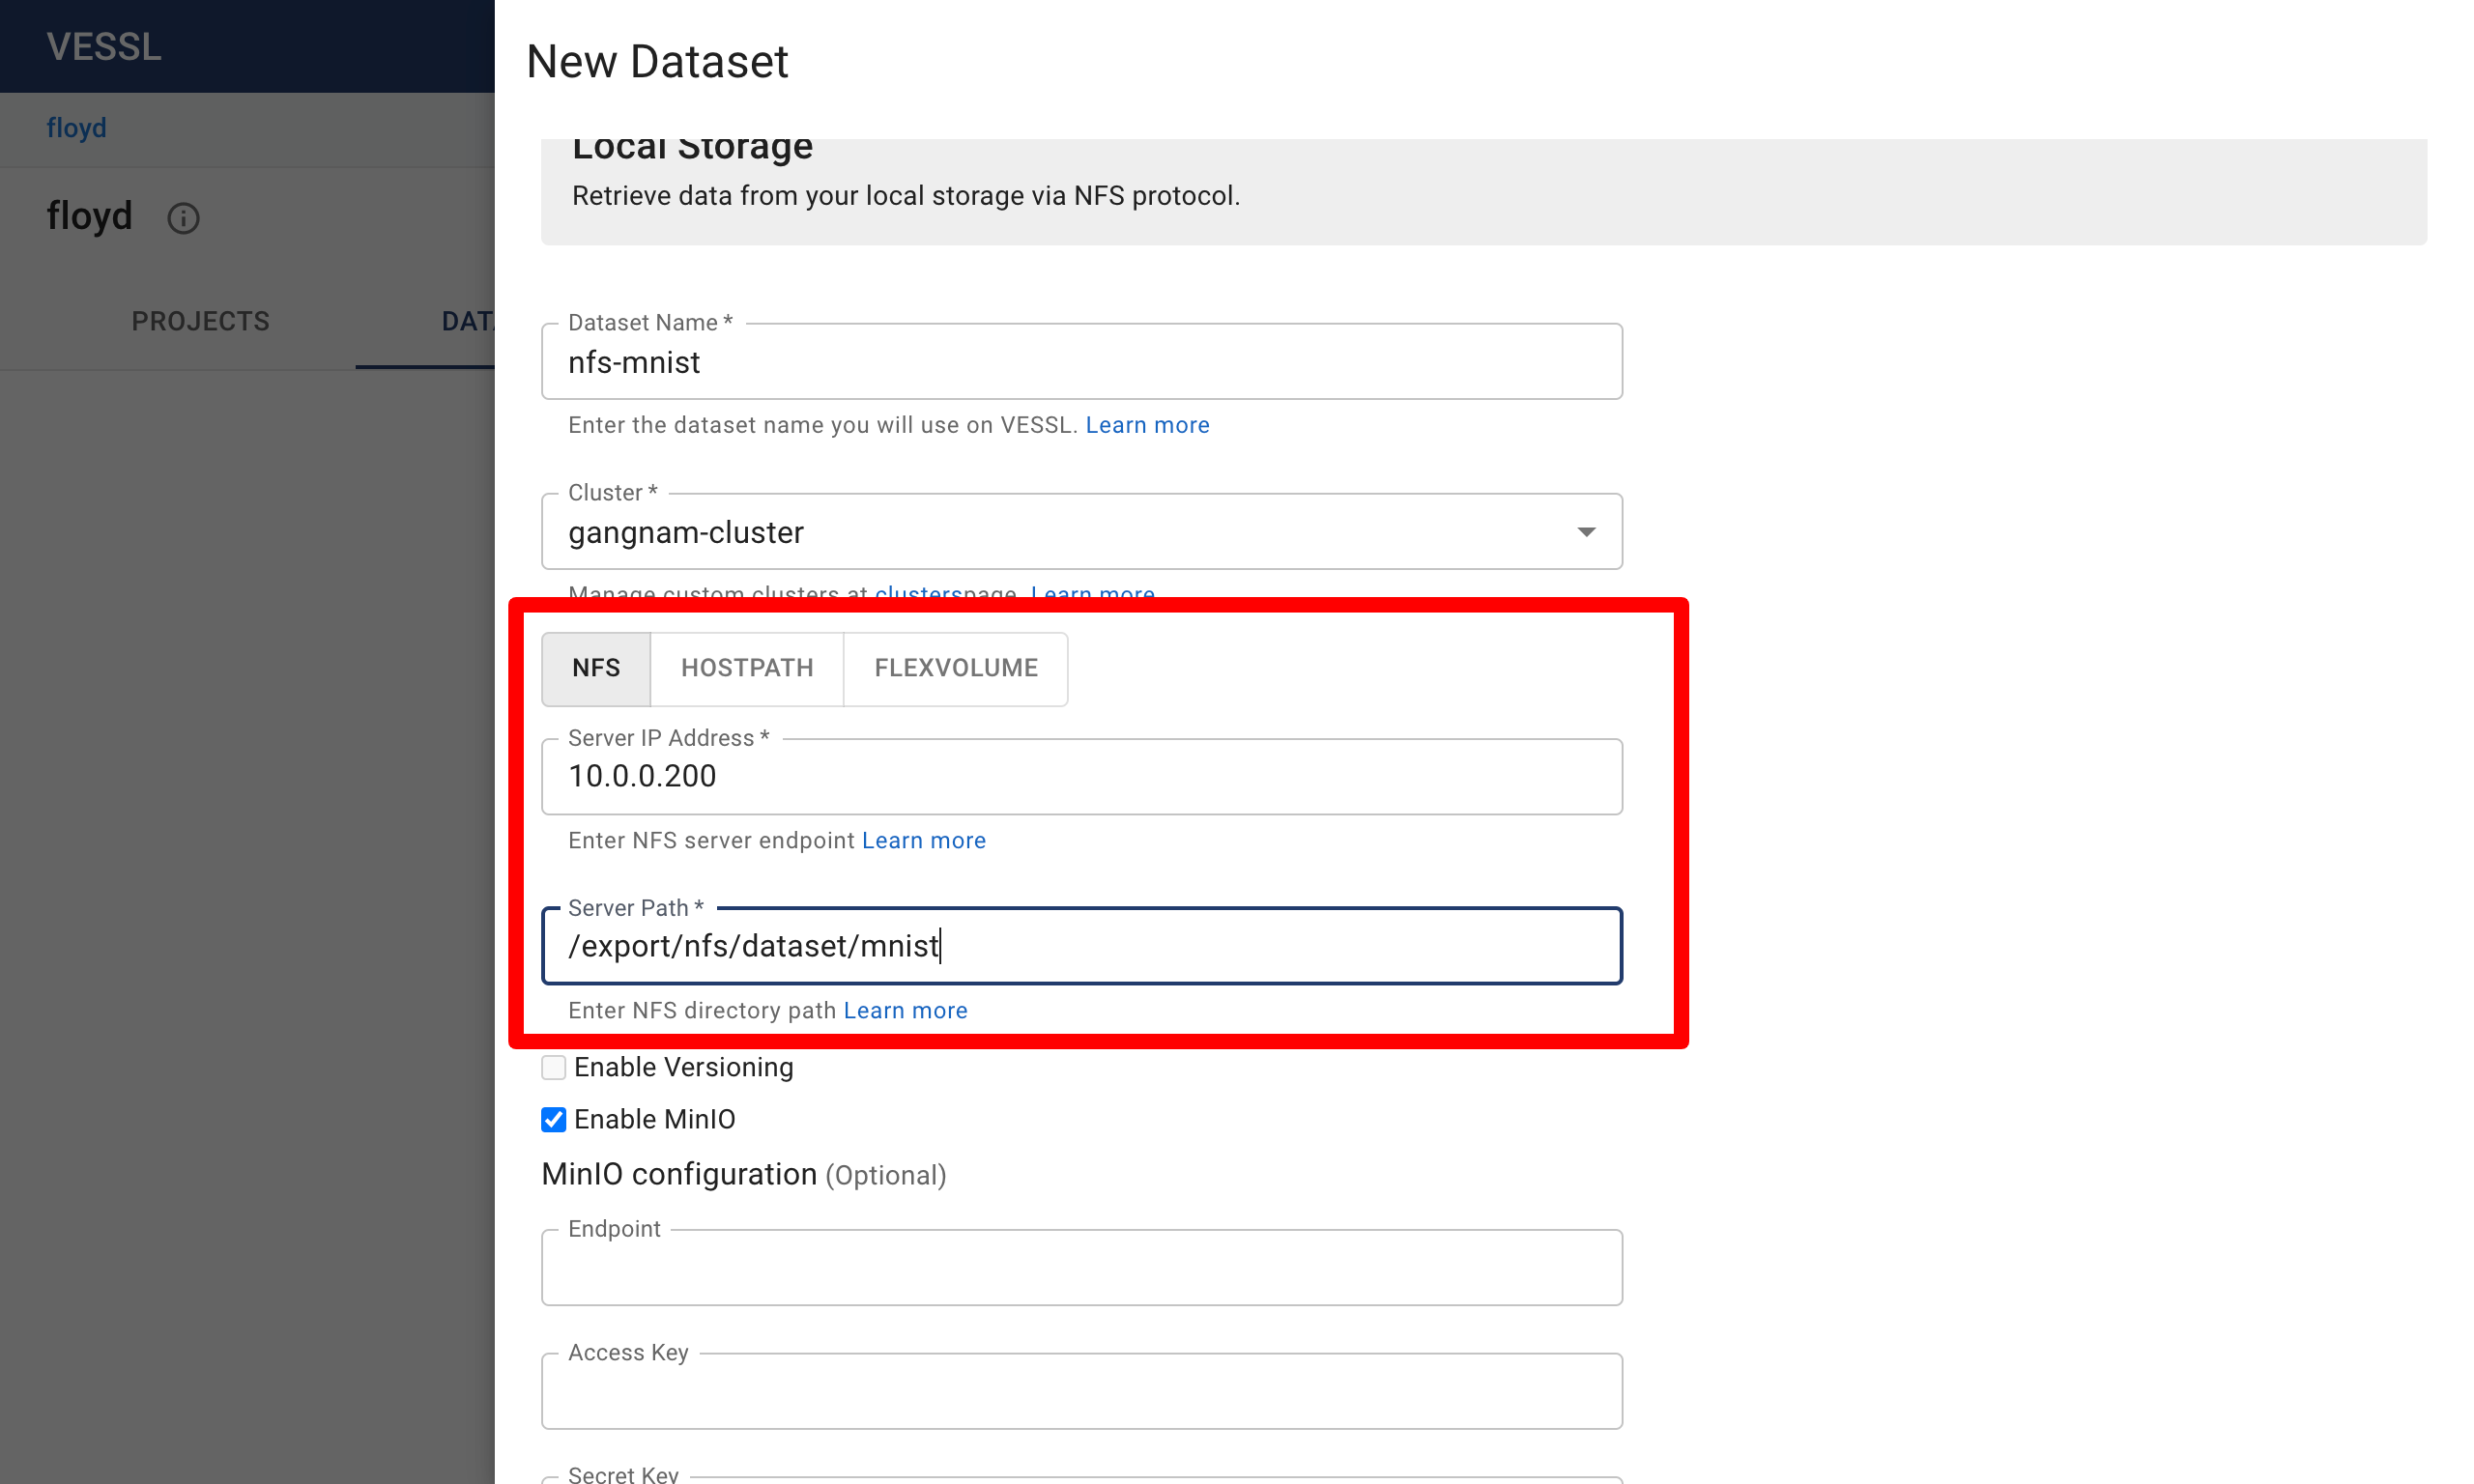 VESSL
floyd
floyd
PROJECTS
DATA
New Dataset
Local Storage
Retrieve data from your local storage via NFS protocol.
Dataset Name *
nfs-mnist
Enter the dataset name you will use on VESSL. Learn more
Cluster *
gangnam-cluster
Manage custom clusters at clusterspage. Learn more
NFS HOSTPATH FLEXVOLUME
Server IP Address *
10.0.0.200
Enter NFS server endpoint Learn more
Server Path *
/export/nfs/dataset/mnist
Enter NFS directory path Learn more
Enable Versioning
Enable MinIO
MinIO configuration (Optional)
Endpoint
Access Key
Secret Key